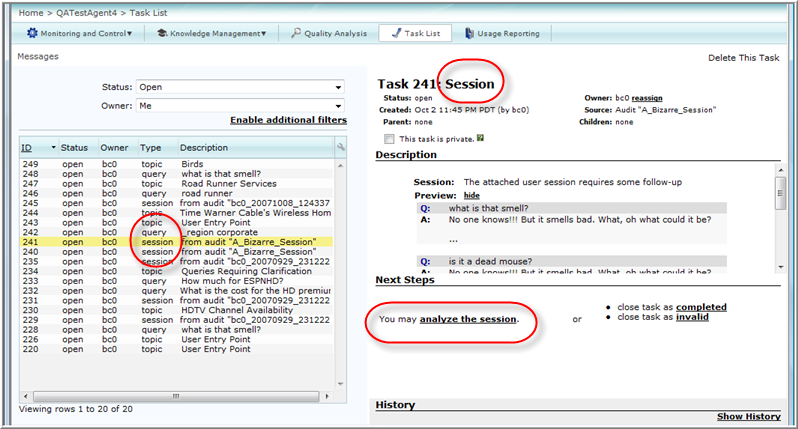 Home > QATestAgent4 > Task List
Monitoring and Control▾ Knowledge Management▾ Quality Analysis Task List Usage Reporting
Messages
Delete This Task
Status: Open
Owner: Me
Enable additional filters
ID Status Owner Type Description
249 open bc0 topic Birds
248 open bc0 query what is that smell?
247 open bc0 topic Road Runner Services
246 open bc0 query road runner
245 open bc0 session from audit "bc0_20071008_124337
244 open bc0 topic Time Warner Cable's Wireless Hom
243 open bc0 topic User Entry Point
242 open bc0 query _region corporate
241 open bc0 session from audit "A_Bizarre_Session"
240 open bc0 session from audit "A_Bizarre_Session"
235 open bc0 session from audit "bc0_20070929_231222
234 open bc0 topic Queries Requiring Clarification
233 open bc0 query How much for ESPNHD?
232 open bc0 query What is the cost for the HD premium
231 open bc0 session from audit "bc0_20070929_231222
230 open bc0 topic HDTV Channel Availability
229 open bc0 session from audit "bc0_20070929_231222
228 open bc0 query what is that smell?
226 open bc0 topic User Entry Point
220 open bc0 topic User Entry Point
Viewing rows 1 to 20 of 20
Task 241: Session
Status: open Owner: bc0 reassign
Created: Oct 2 11:45 PM PDT (by bc0) Source: Audit "A_Bizarre_Session"
Parent: none Children: none
This task is private. ?
Description
Session: The attached user session requires some follow-up
Preview: hide
Q: what is that smell?
A: No one knows!!! But it smells bad. What, oh what could it be?
...
Q: is it a dead mouse?
A: No one knows!!! But it smells bad. What, oh what could it be?
Next Steps
You may analyze the session. or
• close task as completed
• close task as invalid
History
Show History